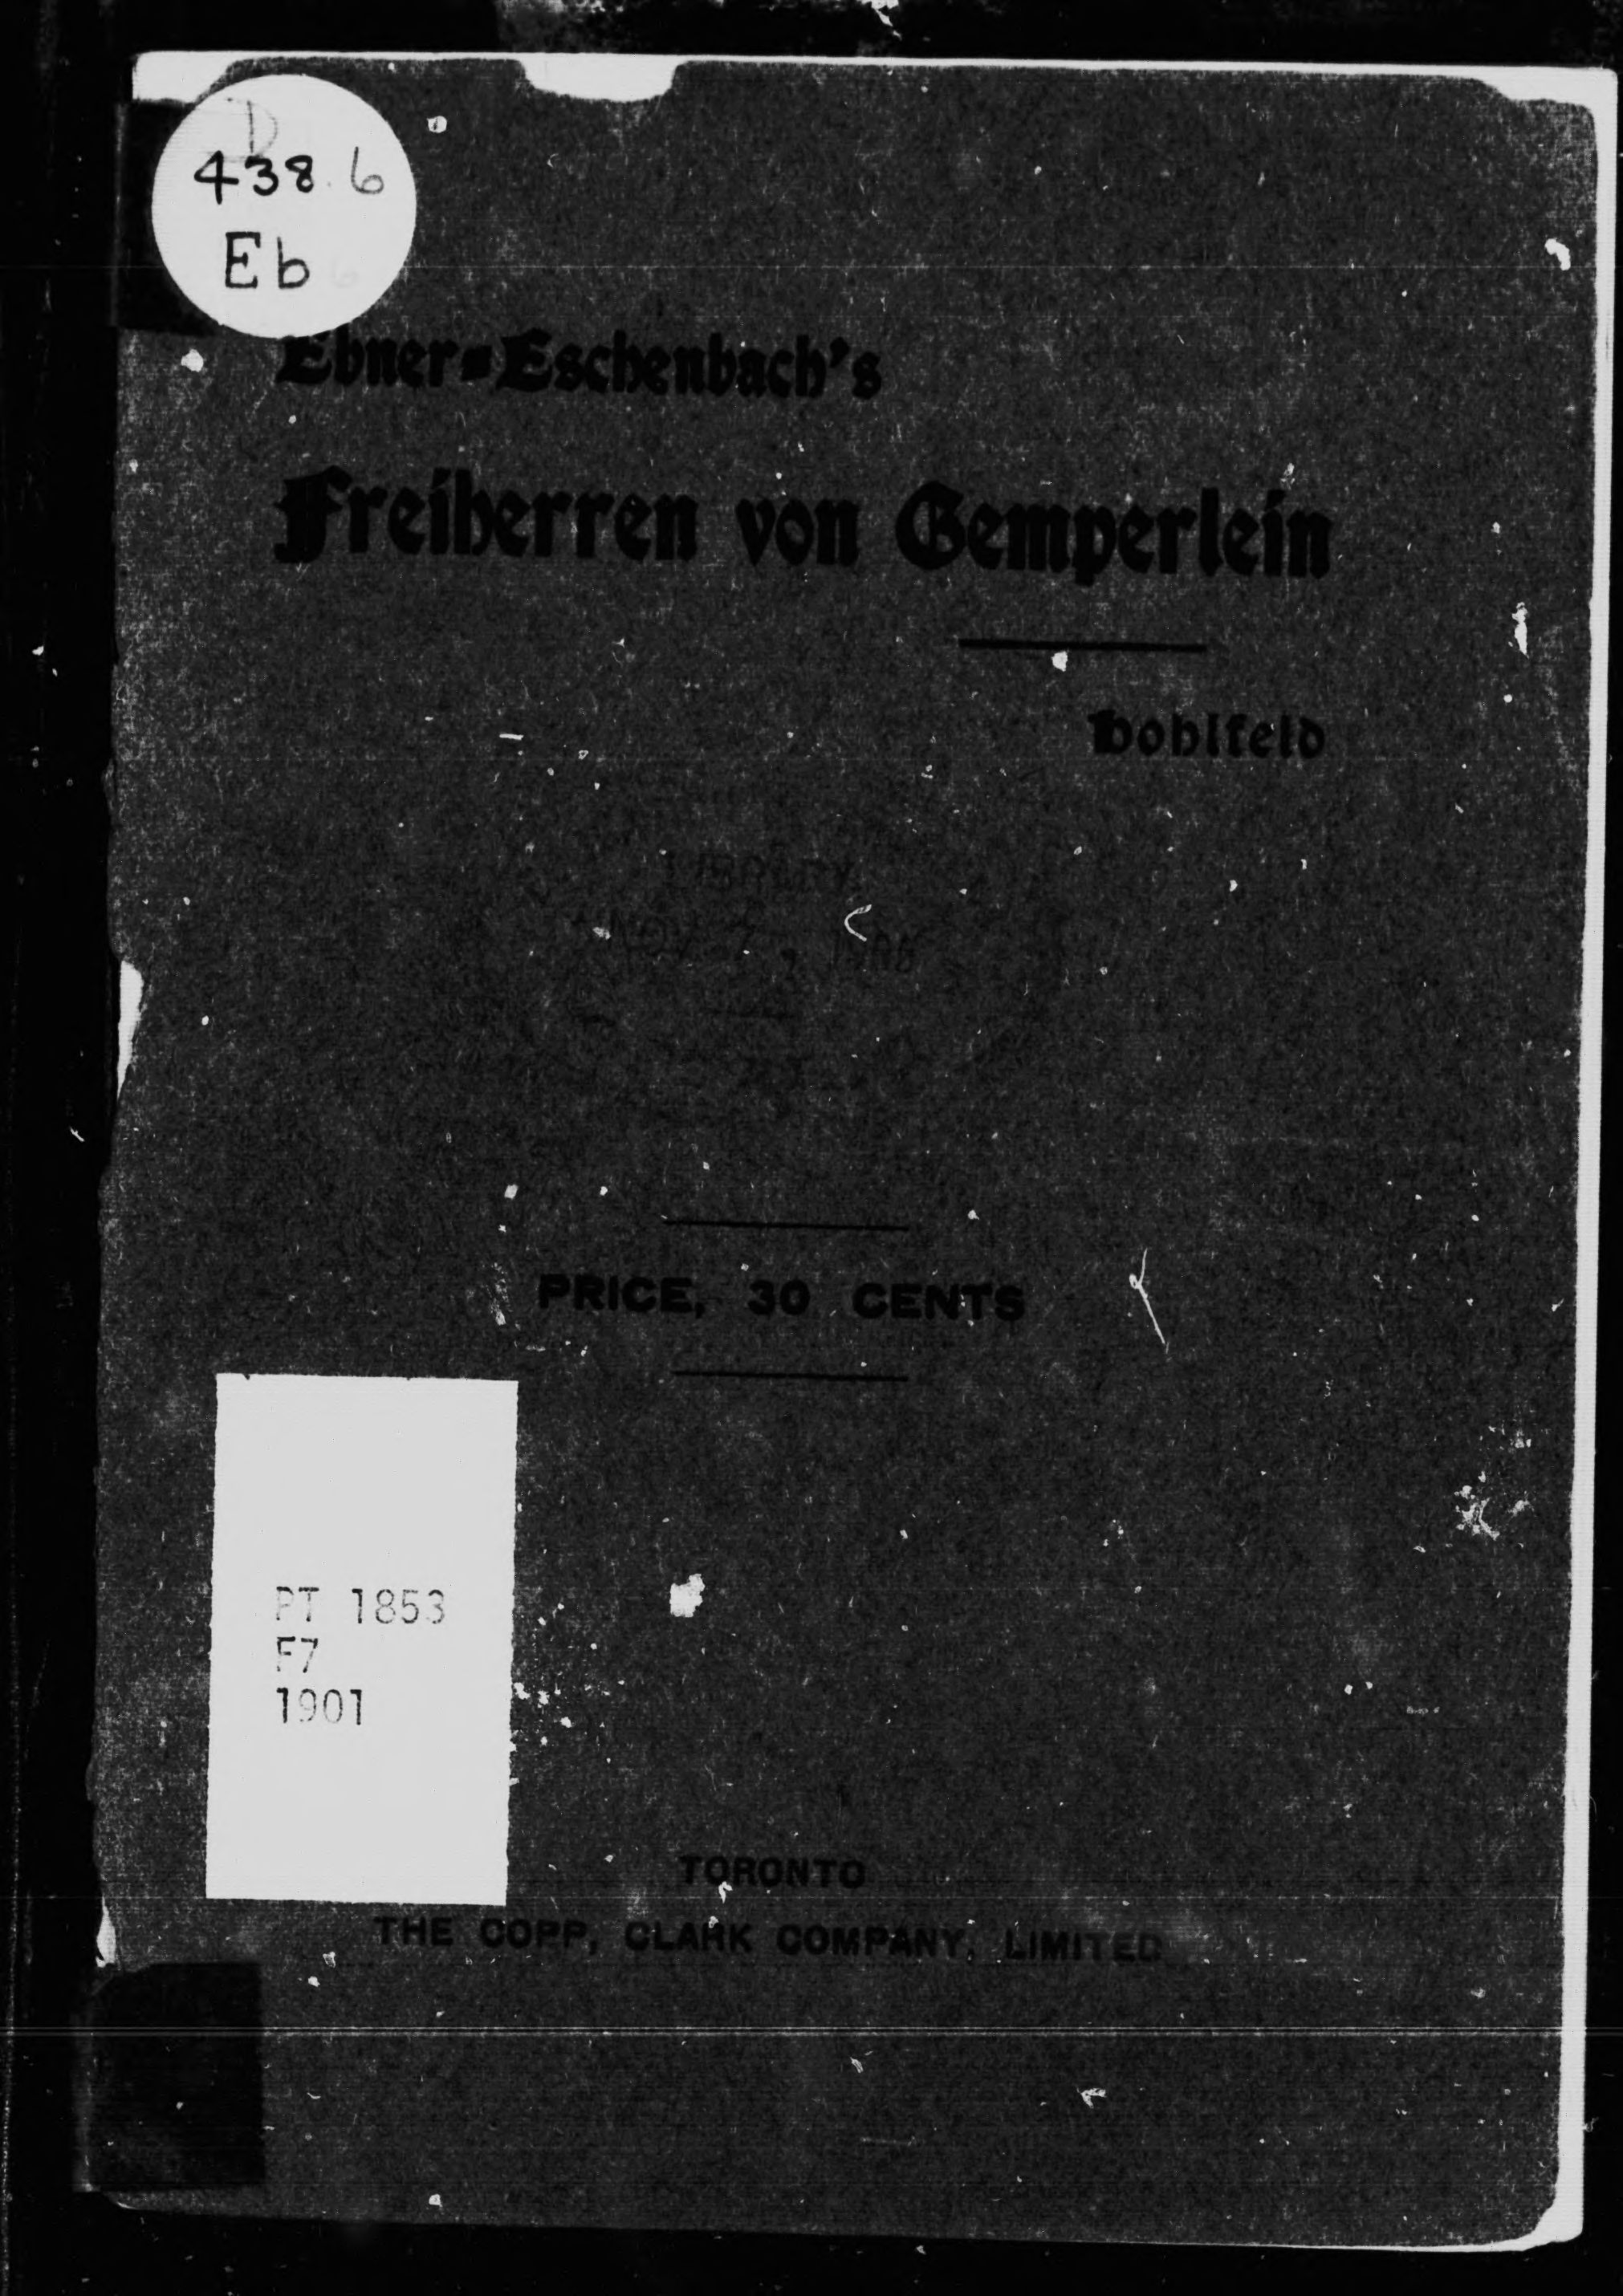 D
438.6
Eb
Ebner-Eschenbach's
Freiherren von Gemperlein
Hohlfeld
LIBRARY
PRICE, 30 CENTS
PT 1853
F7
1901
TORONTO
THE COPP, CLARK COMPANY, LIMITED